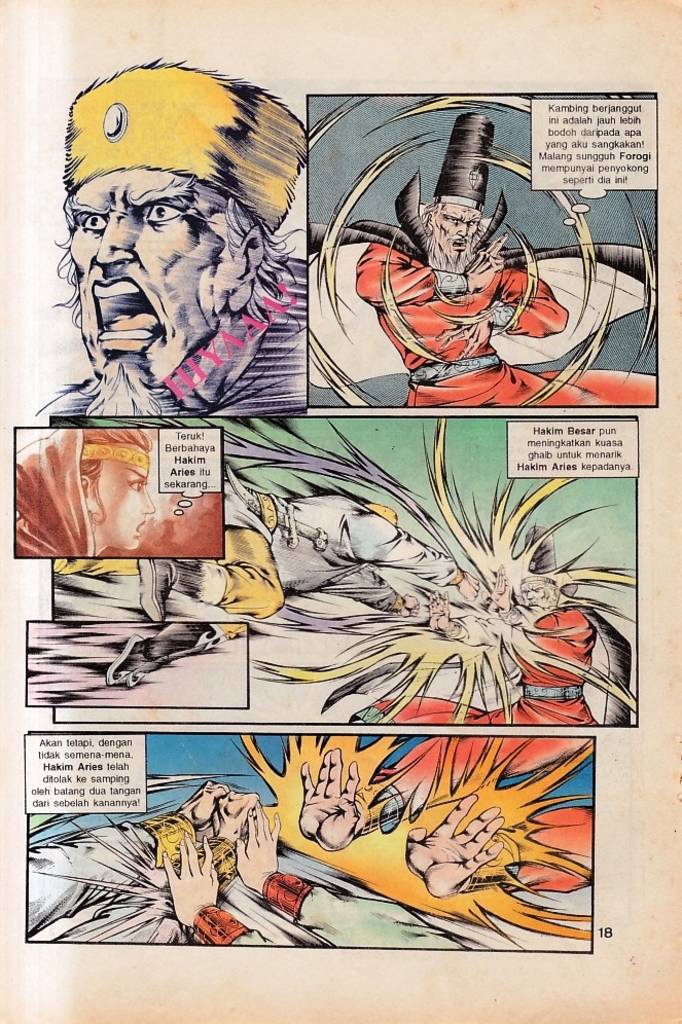 HIYAAA!
Kambing berjanggut
ini adalah jauh lebih
bodoh daripada apa
yang aku sangkakan!
Malang sungguh Forogi
mempunyai penyokong
seperti dia ini!
Teruk!
Berbahaya
Hakim
Aries itu
sekarang...
Hakim Besar pun
meningkatkan kuasa
ghaib untuk menarik
Hakim Aries kepadanya.
Akan tetapi, dengan
tidak semena-mena,
Hakim Aries telah
ditolak ke samping
oleh batang dua tangan
dari sebelah kanannya!
18